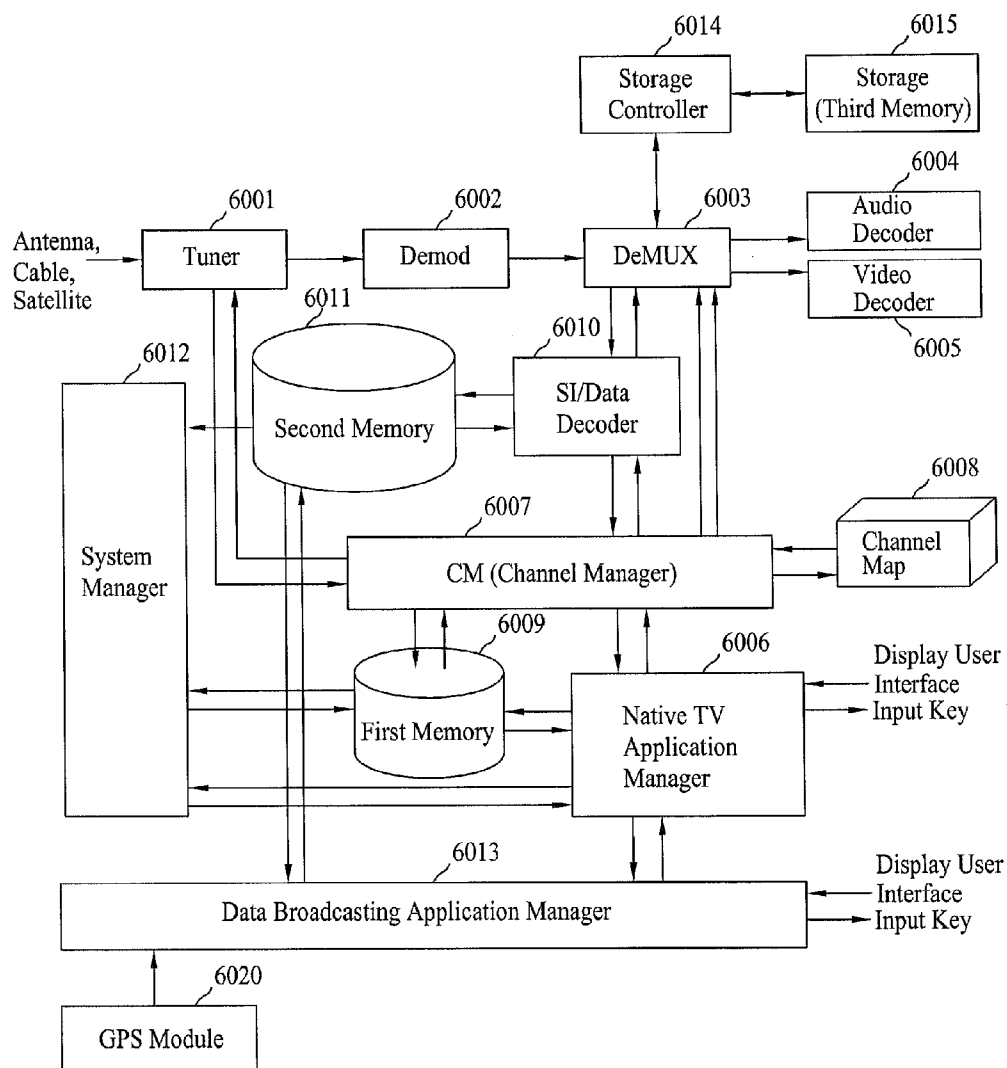 6014
6015
Storage
Controller
Storage
(Third Memory)
6001
6002
6003
6004
Antenna,
Cable,
Satellite
Tuner
Demod
DeMUX
Audio
Decoder
Video
Decoder
6005
6011
6010
6012
Second Memory
SI/Data
Decoder
6008
6007
System
Manager
CM (Channel Manager)
Channel
Map
6009
6006
First Memory
Native TV
Application
Manager
Display User
Interface
Input Key
6013
Data Broadcasting Application Manager
Display User
Interface
Input Key
6020
GPS Module